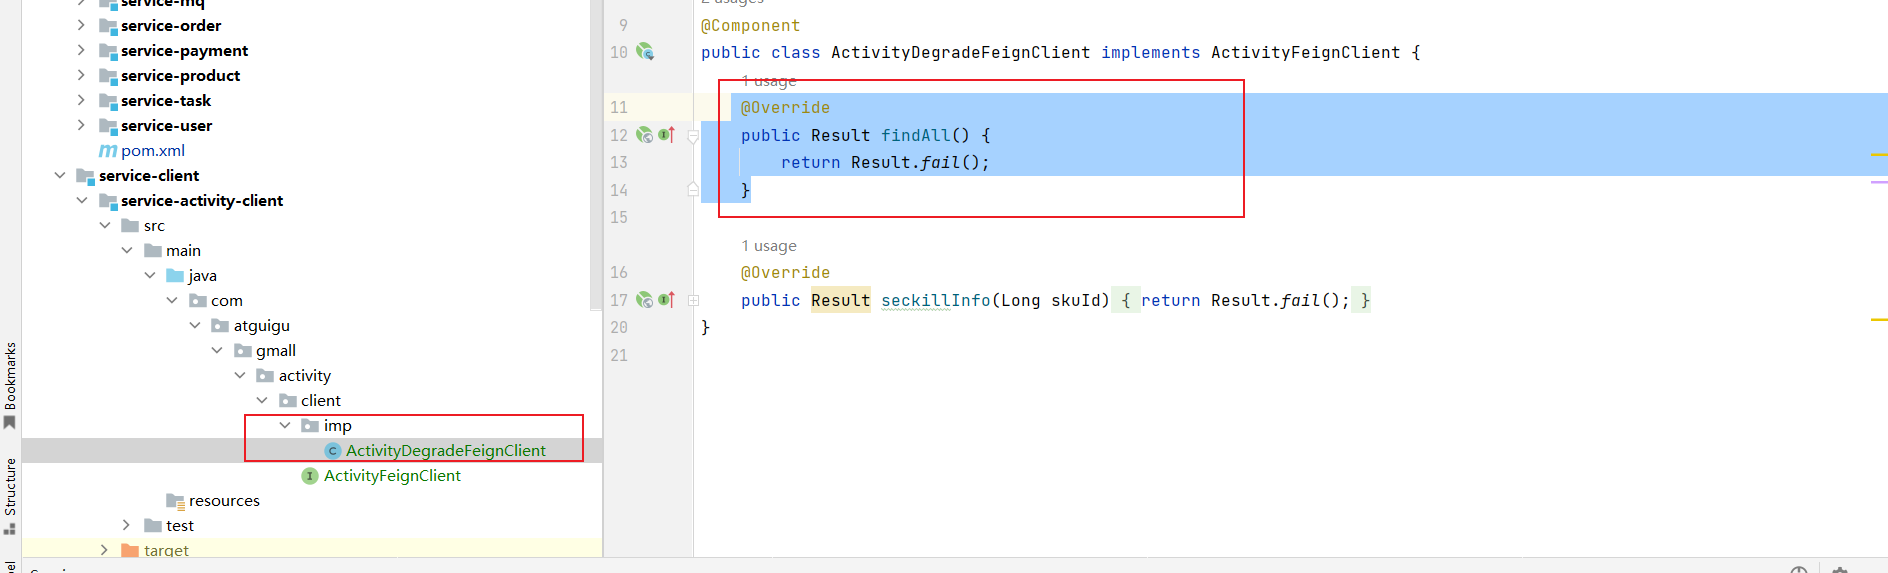 service-mq
service-order
service-payment
service-product
service-task
service-user
pom.xml
service-client
service-activity-client
src
main
java
com
atguigu
gmall
activity
client
imp
ActivityDegradeFeignClient
ActivityFeignClient
resources
test
target
Bookmarks
Structure
2 usages
9 @Component
10 public class ActivityDegradeFeignClient implements ActivityFeignClient {
1 usage
11 @Override
12 public Result findAll() {
13 return Result.fail();
14 }
15
1 usage
16 @Override
17 public Result seckillInfo(Long skuId) { return Result.fail(); }
20 }
21